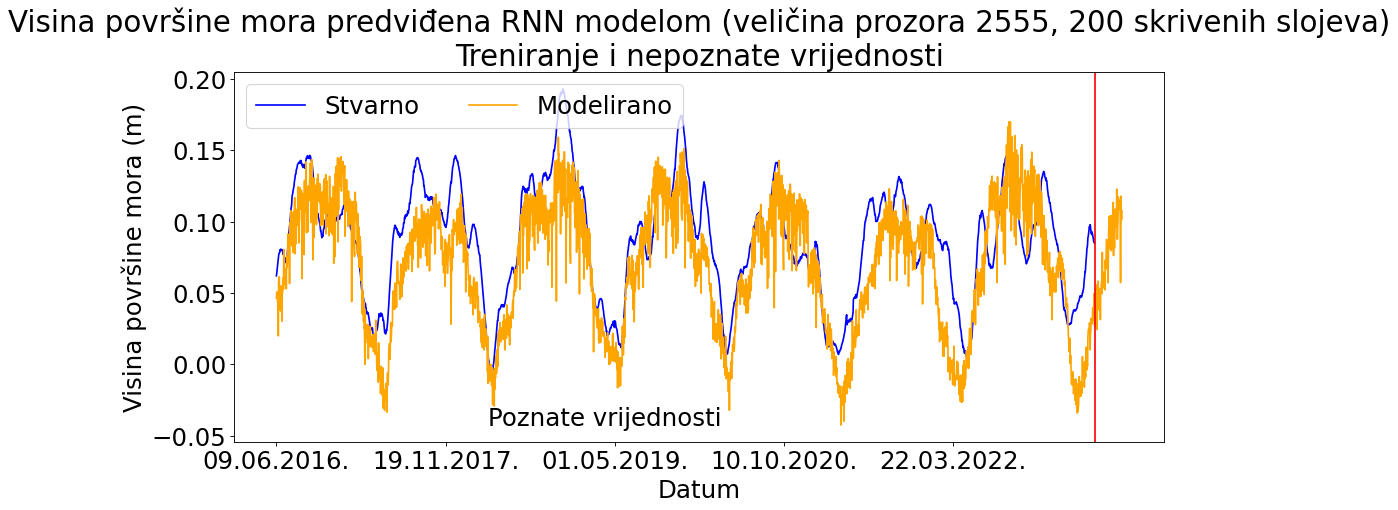 Visina površine mora predviđena RNN modelom (veličina prozora 2555, 200 skrivenih slojeva)
Treniranje i nepoznate vrijednosti
Stvarno
Modelirano
Visina površine mora (m)
0.20
0.15
0.10
0.05
0.00
−0.05
Poznate vrijednosti
09.06.2016. 19.11.2017. 01.05.2019. 10.10.2020. 22.03.2022.
Datum